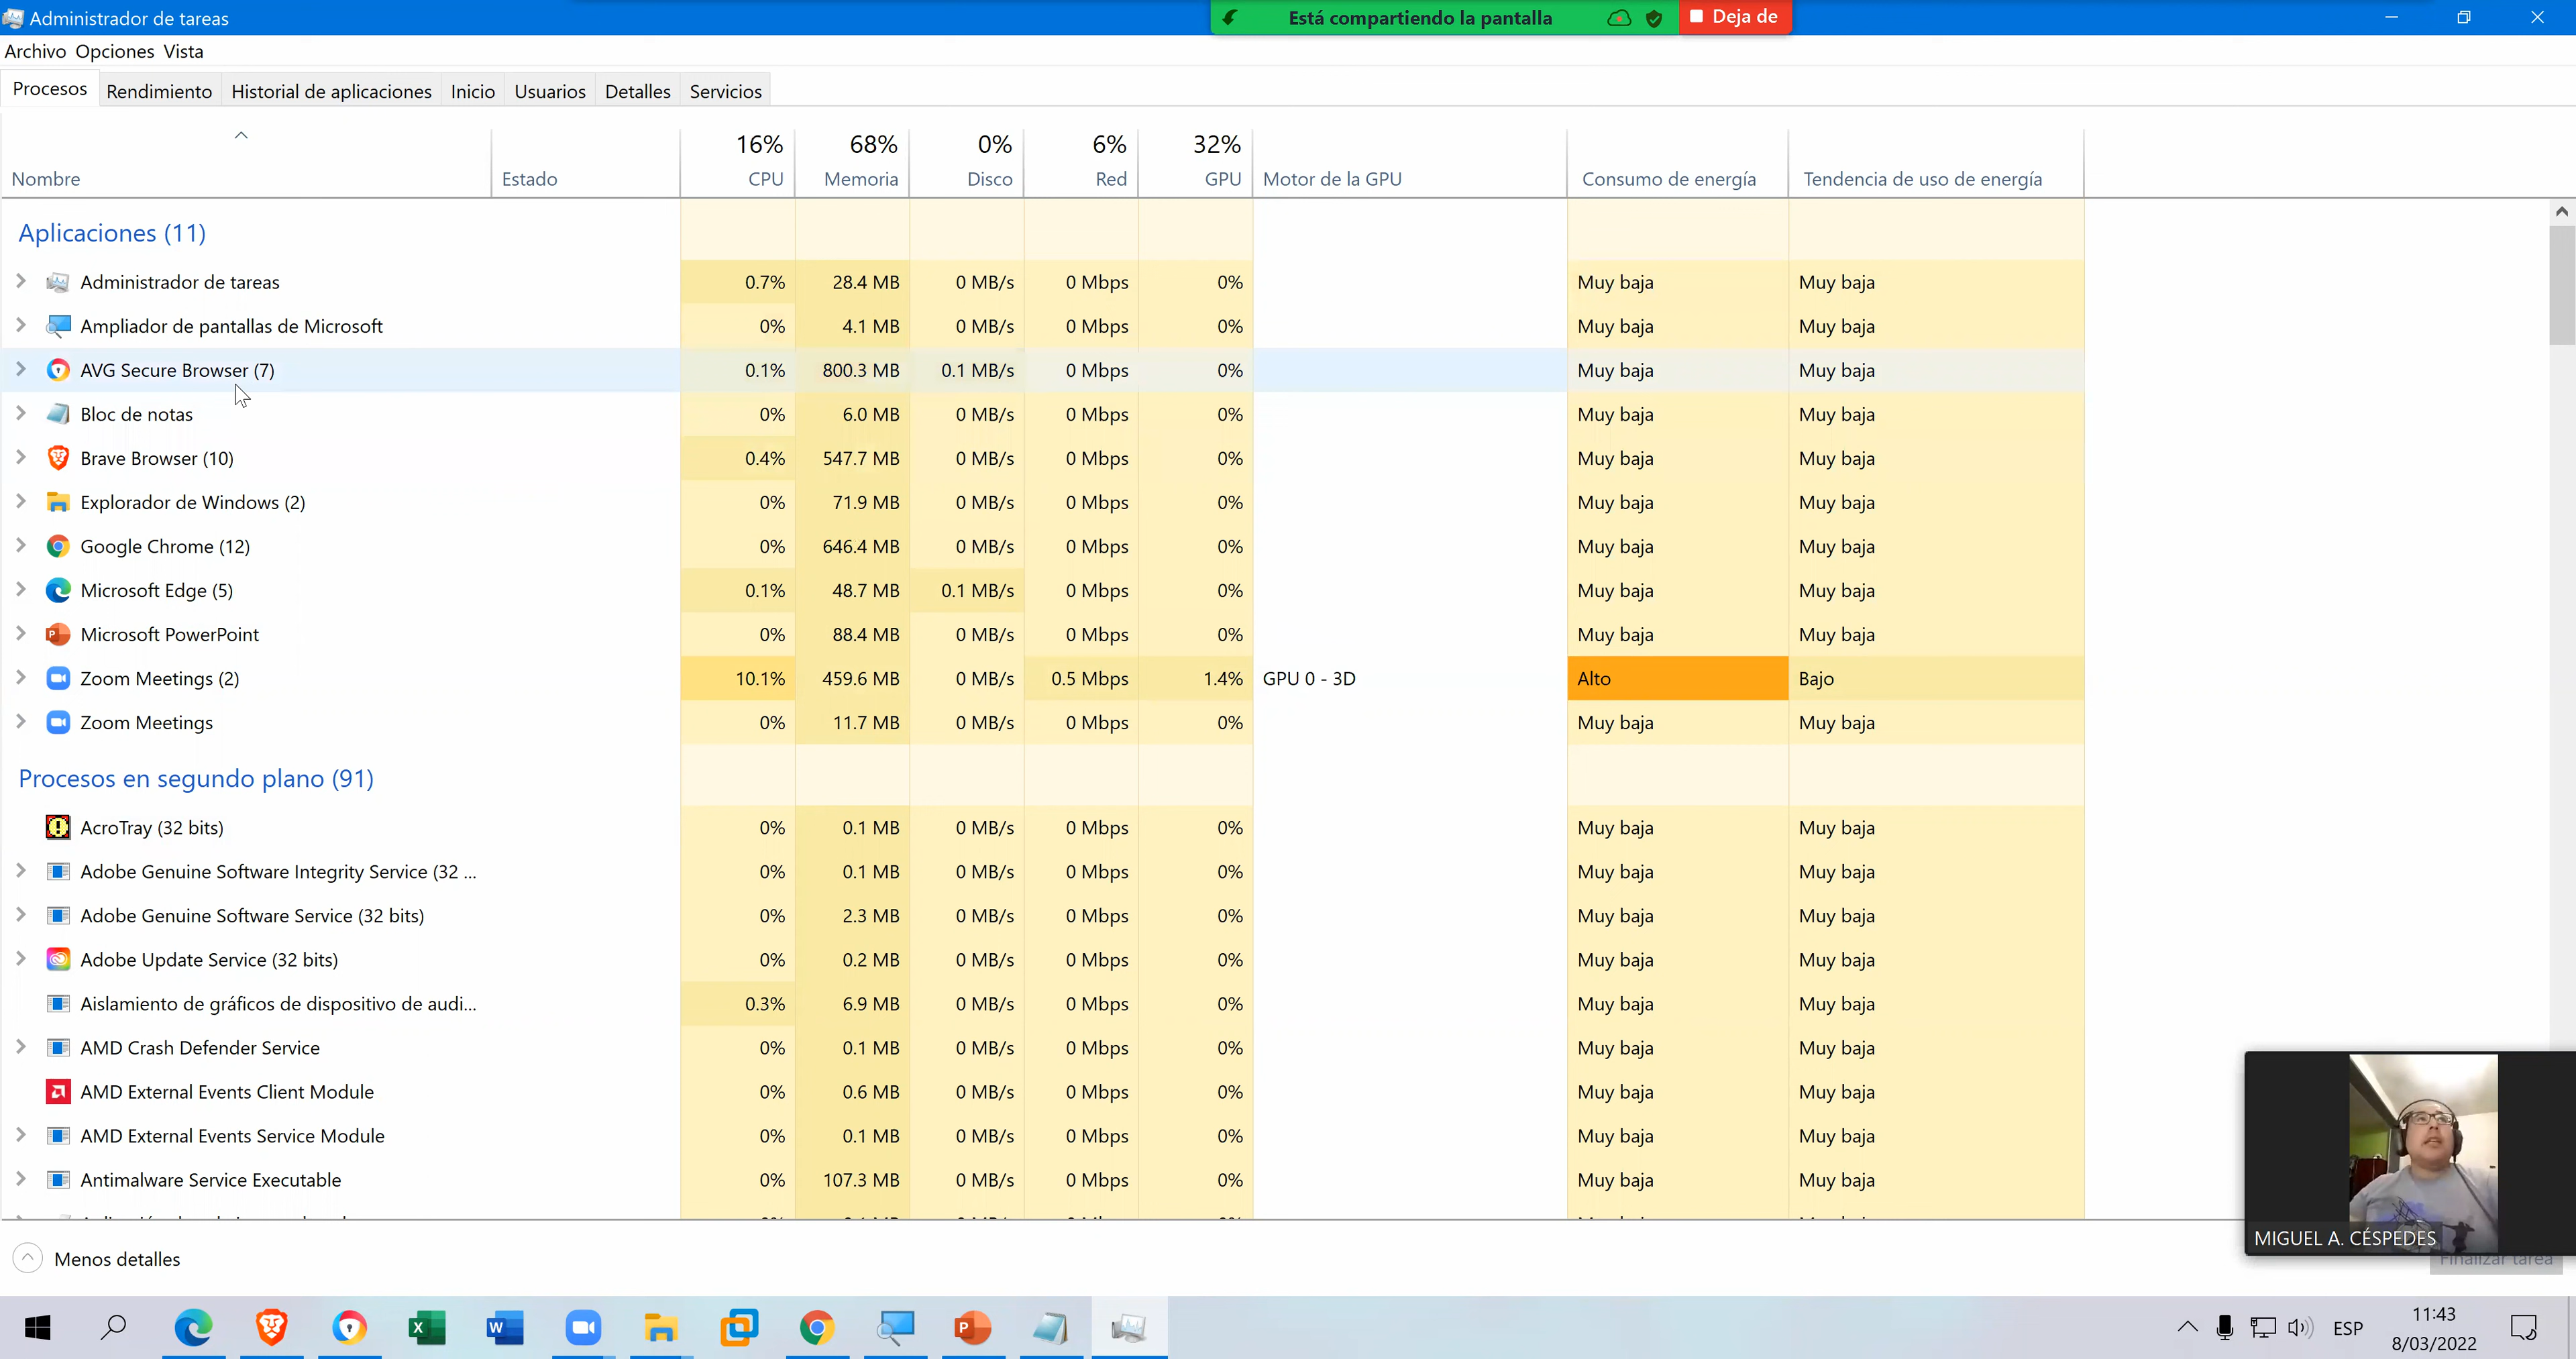 Administrador de tareas
Está compartiendo la pantalla
Deja de
Archivo Opciones Vista
Procesos Rendimiento Historial de aplicaciones Inicio Usuarios Detalles Servicios
16% 68% 0% 6% 32%
Nombre Estado CPU Memoria Disco Red GPU Motor de la GPU Consumo de energía Tendencia de uso de energía
Aplicaciones (11)
Administrador de tareas 0.7% 28.4 MB 0 MB/s 0 Mbps 0% Muy baja Muy baja
Ampliador de pantallas de Microsoft 0% 4.1 MB 0 MB/s 0 Mbps 0% Muy baja Muy baja
AVG Secure Browser (7) 0.1% 800.3 MB 0.1 MB/s 0 Mbps 0% Muy baja Muy baja
Bloc de notas 0% 6.0 MB 0 MB/s 0 Mbps 0% Muy baja Muy baja
Brave Browser (10) 0.4% 547.7 MB 0 MB/s 0 Mbps 0% Muy baja Muy baja
Explorador de Windows (2) 0% 71.9 MB 0 MB/s 0 Mbps 0% Muy baja Muy baja
Google Chrome (12) 0% 646.4 MB 0 MB/s 0 Mbps 0% Muy baja Muy baja
Microsoft Edge (5) 0.1% 48.7 MB 0.1 MB/s 0 Mbps 0% Muy baja Muy baja
Microsoft PowerPoint 0% 88.4 MB 0 MB/s 0 Mbps 0% Muy baja Muy baja
Zoom Meetings (2) 10.1% 459.6 MB 0 MB/s 0.5 Mbps 1.4% GPU 0 - 3D Alto Bajo
Zoom Meetings 0% 11.7 MB 0 MB/s 0 Mbps 0% Muy baja Muy baja
Procesos en segundo plano (91)
AcroTray (32 bits) 0% 0.1 MB 0 MB/s 0 Mbps 0% Muy baja Muy baja
Adobe Genuine Software Integrity Service (32 ... 0% 0.1 MB 0 MB/s 0 Mbps 0% Muy baja Muy baja
Adobe Genuine Software Service (32 bits) 0% 2.3 MB 0 MB/s 0 Mbps 0% Muy baja Muy baja
Adobe Update Service (32 bits) 0% 0.2 MB 0 MB/s 0 Mbps 0% Muy baja Muy baja
Aislamiento de gráficos de dispositivo de audi... 0.3% 6.9 MB 0 MB/s 0 Mbps 0% Muy baja Muy baja
AMD Crash Defender Service 0% 0.1 MB 0 MB/s 0 Mbps 0% Muy baja Muy baja
AMD External Events Client Module 0% 0.6 MB 0 MB/s 0 Mbps 0% Muy baja Muy baja
AMD External Events Service Module 0% 0.1 MB 0 MB/s 0 Mbps 0% Muy baja Muy baja
Antimalware Service Executable 0% 107.3 MB 0 MB/s 0 Mbps 0% Muy baja Muy baja
MIGUEL A. CÉSPEDES
Menos detalles
Finalizar tarea
ESP
11:43
8/03/2022